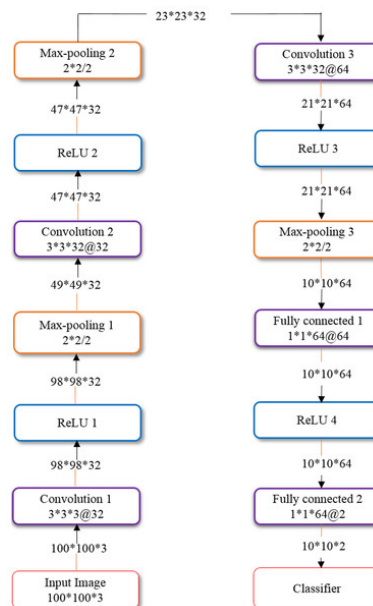 Input Image
100*100*3
100*100*3
Convolution 1
3*3*3@32
98*98*32
ReLU 1
98*98*32
Max-pooling 1
2*2/2
49*49*32
Convolution 2
3*3*32@32
47*47*32
ReLU 2
47*47*32
Max-pooling 2
2*2/2
23*23*32
Convolution 3
3*3*32@64
21*21*64
ReLU 3
21*21*64
Max-pooling 3
2*2/2
10*10*64
Fully connected 1
1*1*64@64
10*10*64
ReLU 4
10*10*64
Fully connected 2
1*1*64@2
10*10*2
Classifier